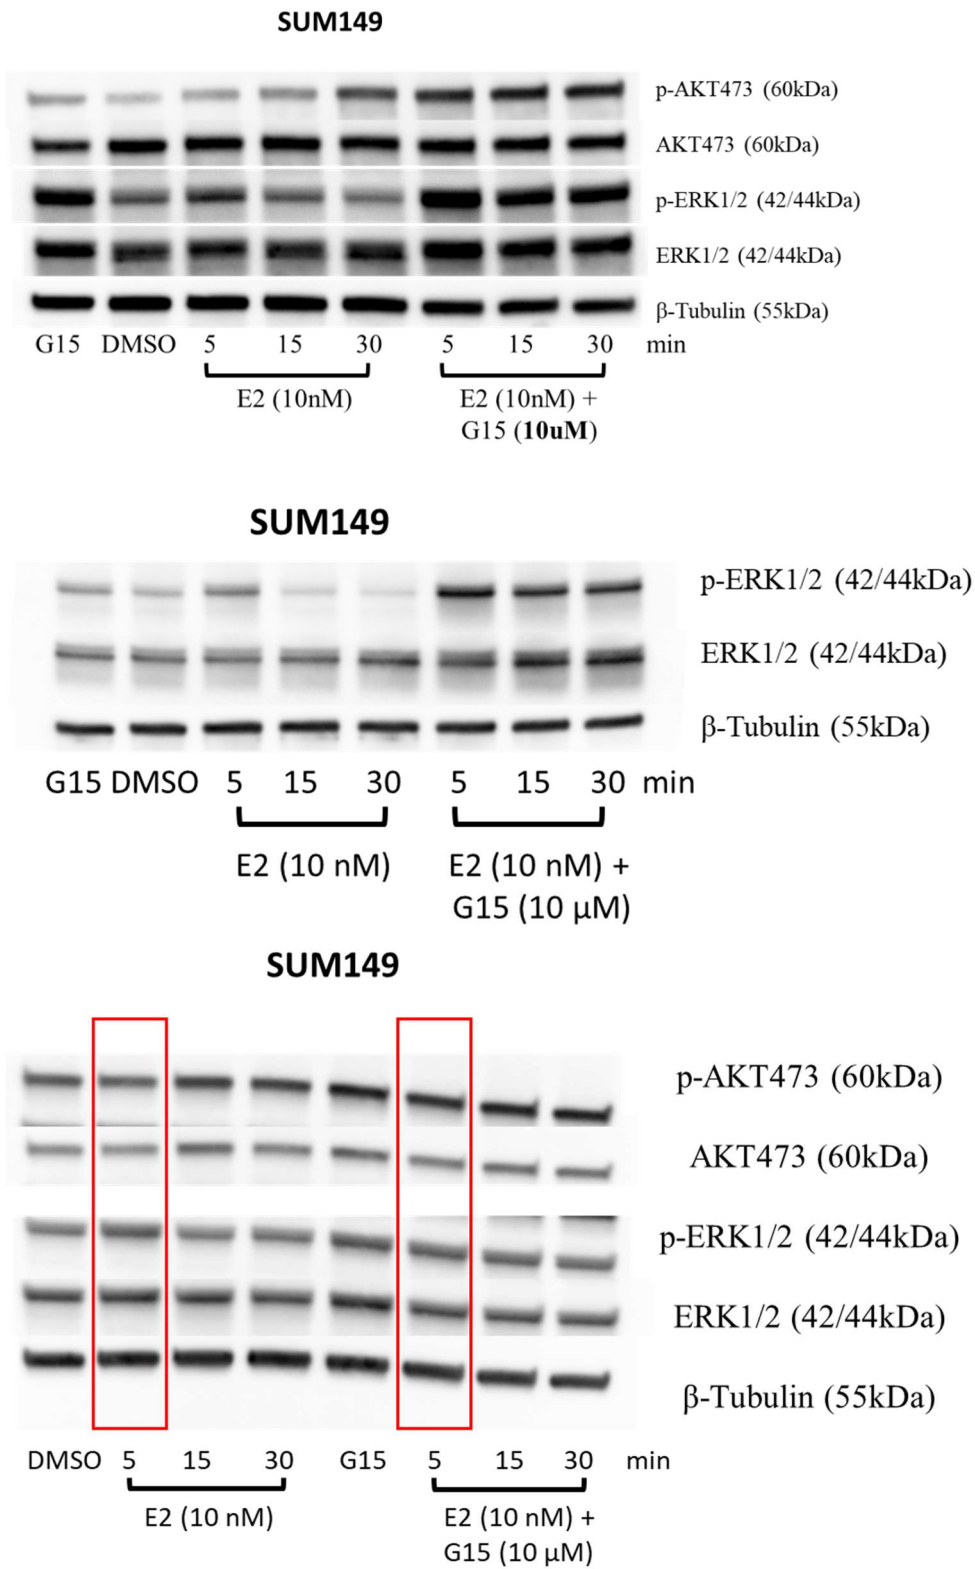 SUM149
p-AKT473 (60kDa)
AKT473 (60kDa)
p-ERK1/2 (42/44kDa)
ERK1/2 (42/44kDa)
β-Tubulin (55kDa)
G15 DMSO 5 15 30 5 15 30 min
E2 (10nM) E2 (10nM) +
G15 (10uM)
SUM149
p-ERK1/2 (42/44kDa)
ERK1/2 (42/44kDa)
β-Tubulin (55kDa)
G15 DMSO 5 15 30 5 15 30 min
E2 (10 nM) E2 (10 nM) +
G15 (10 μM)
SUM149
p-AKT473 (60kDa)
AKT473 (60kDa)
p-ERK1/2 (42/44kDa)
ERK1/2 (42/44kDa)
β-Tubulin (55kDa)
DMSO 5 15 30 G15 5 15 30 min
E2 (10 nM) E2 (10 nM) +
G15 (10 μM)